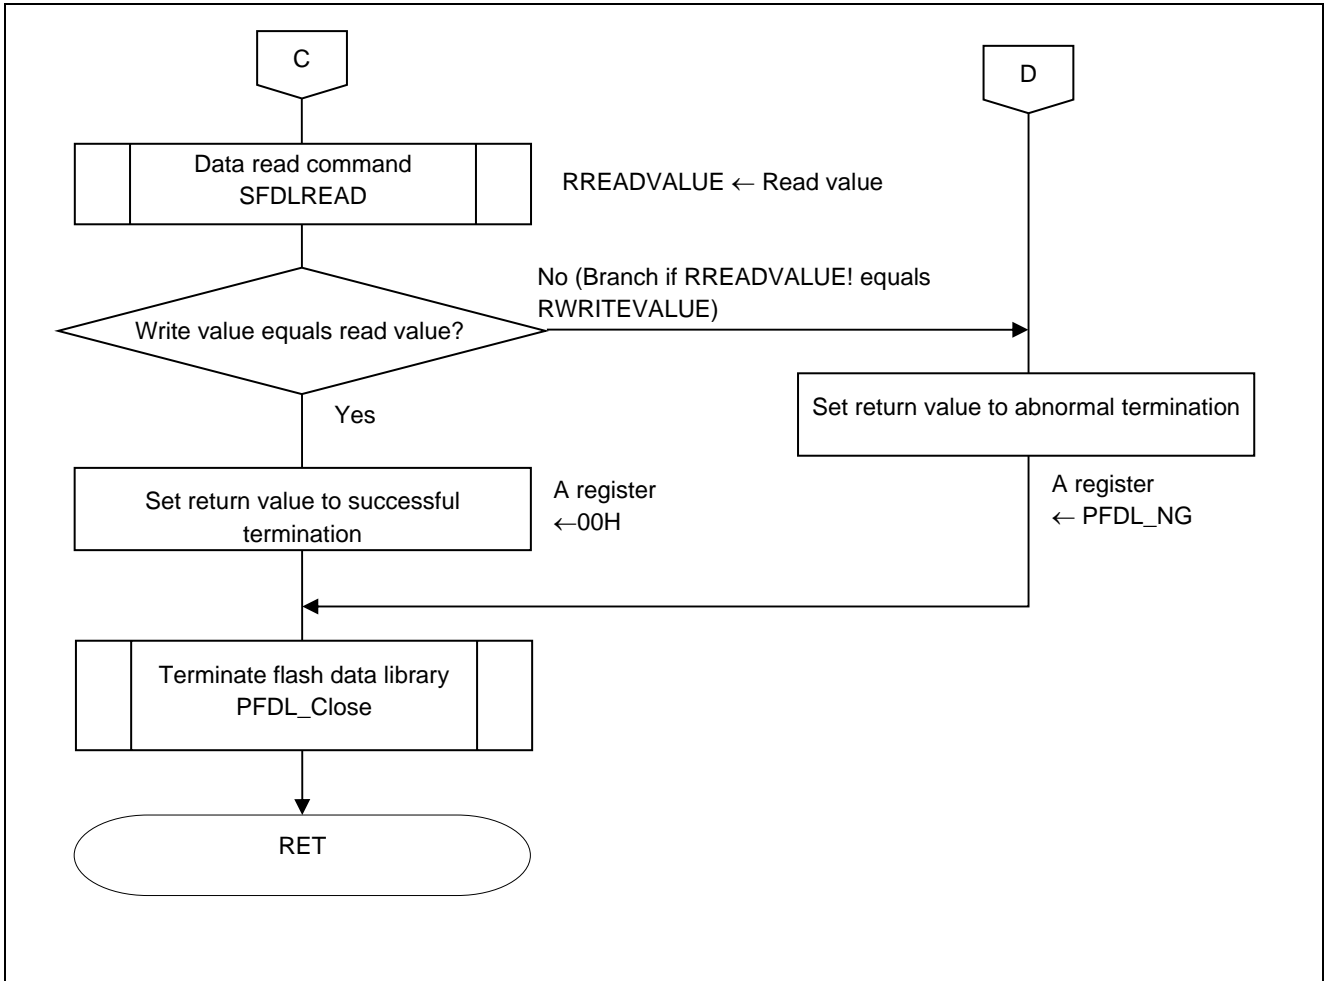 C
D
Data read command
SFDLREAD
RREADVALUE ← Read value
No (Branch if RREADVALUE! equals
RWRITEVALUE)
Write value equals read value?
Yes
Set return value to abnormal termination
Set return value to successful
termination
A register
←00H
A register
← PFDL_NG
Terminate flash data library
PFDL_Close
RET